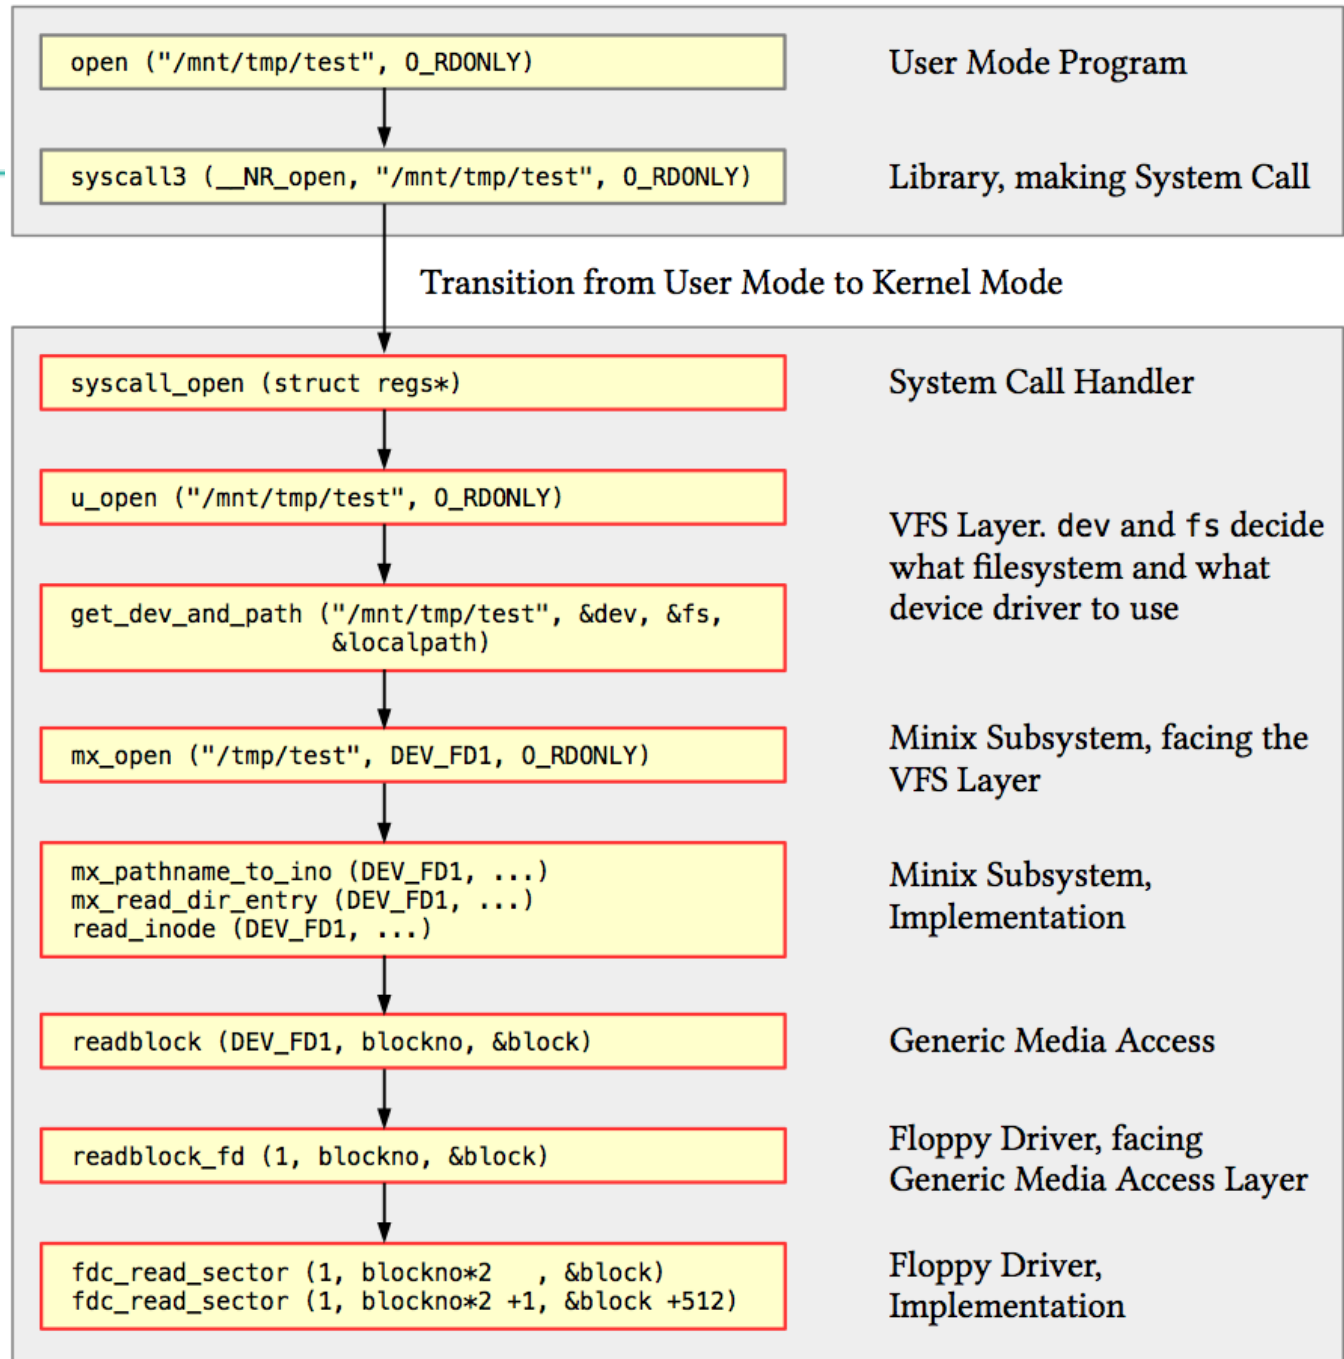 open ("/mnt/tmp/test", O_RDONLY)
User Mode Program
syscall3 (__NR_open, "/mnt/tmp/test", O_RDONLY)
Library, making System Call
Transition from User Mode to Kernel Mode
syscall_open (struct regs*)
System Call Handler
u_open ("/mnt/tmp/test", O_RDONLY)
VFS Layer. dev and fs decide
what filesystem and what
device driver to use
get_dev_and_path ("/mnt/tmp/test", &dev, &fs,
&localpath)
mx_open ("/tmp/test", DEV_FD1, O_RDONLY)
Minix Subsystem, facing the
VFS Layer
mx_pathname_to_ino (DEV_FD1, ...)
mx_read_dir_entry (DEV_FD1, ...)
read_inode (DEV_FD1, ...)
Minix Subsystem,
Implementation
readblock (DEV_FD1, blockno, &block)
Generic Media Access
readblock_fd (1, blockno, &block)
Floppy Driver, facing
Generic Media Access Layer
fdc_read_sector (1, blockno*2   , &block)
fdc_read_sector (1, blockno*2 +1, &block +512)
Floppy Driver,
Implementation